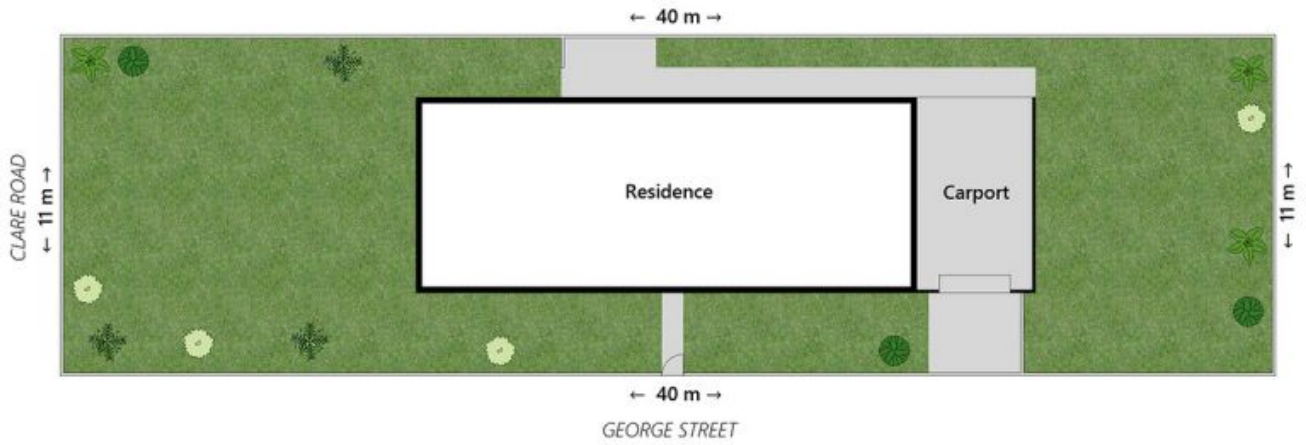 ← 40 m →
CLARE ROAD
← 11 m →
Residence
Carport
← 11 m →
← 40 m →
GEORGE STREET